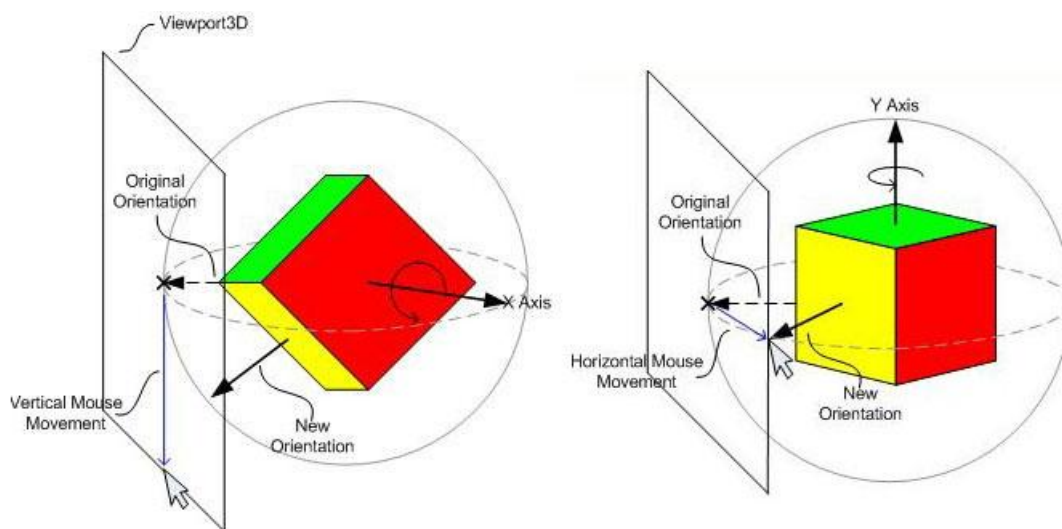 Viewport3D
Original
Orientation
X Axis
Vertical Mouse
Movement
New
Orientation
Y Axis
Original
Orientation
Horizontal Mouse
Movement
New
Orientation